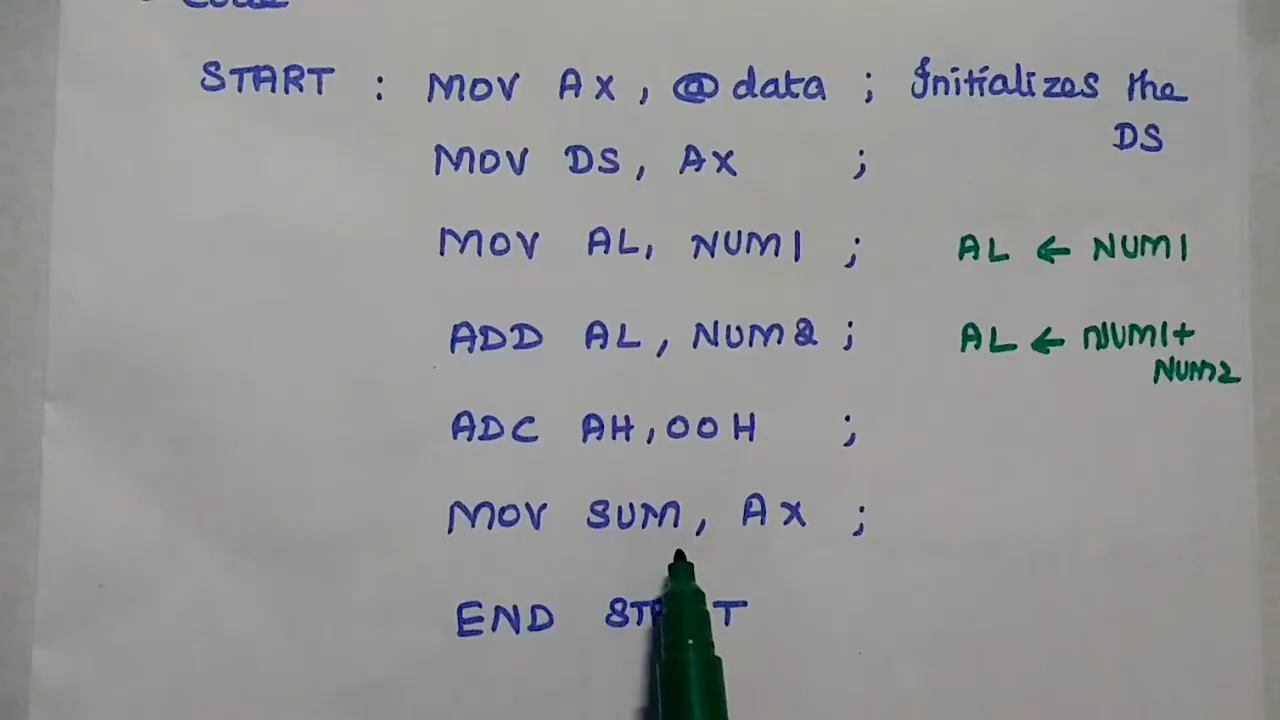 START : MOV AX, @data ; Initializes the
DS
MOV DS, AX ;
MOV AL, NUM1 ; AL ← NUM1
ADD AL, NUM2 ; AL ← NUM1+
NUM2
ADC AH, 00H ;
MOV SUM, AX ;
END